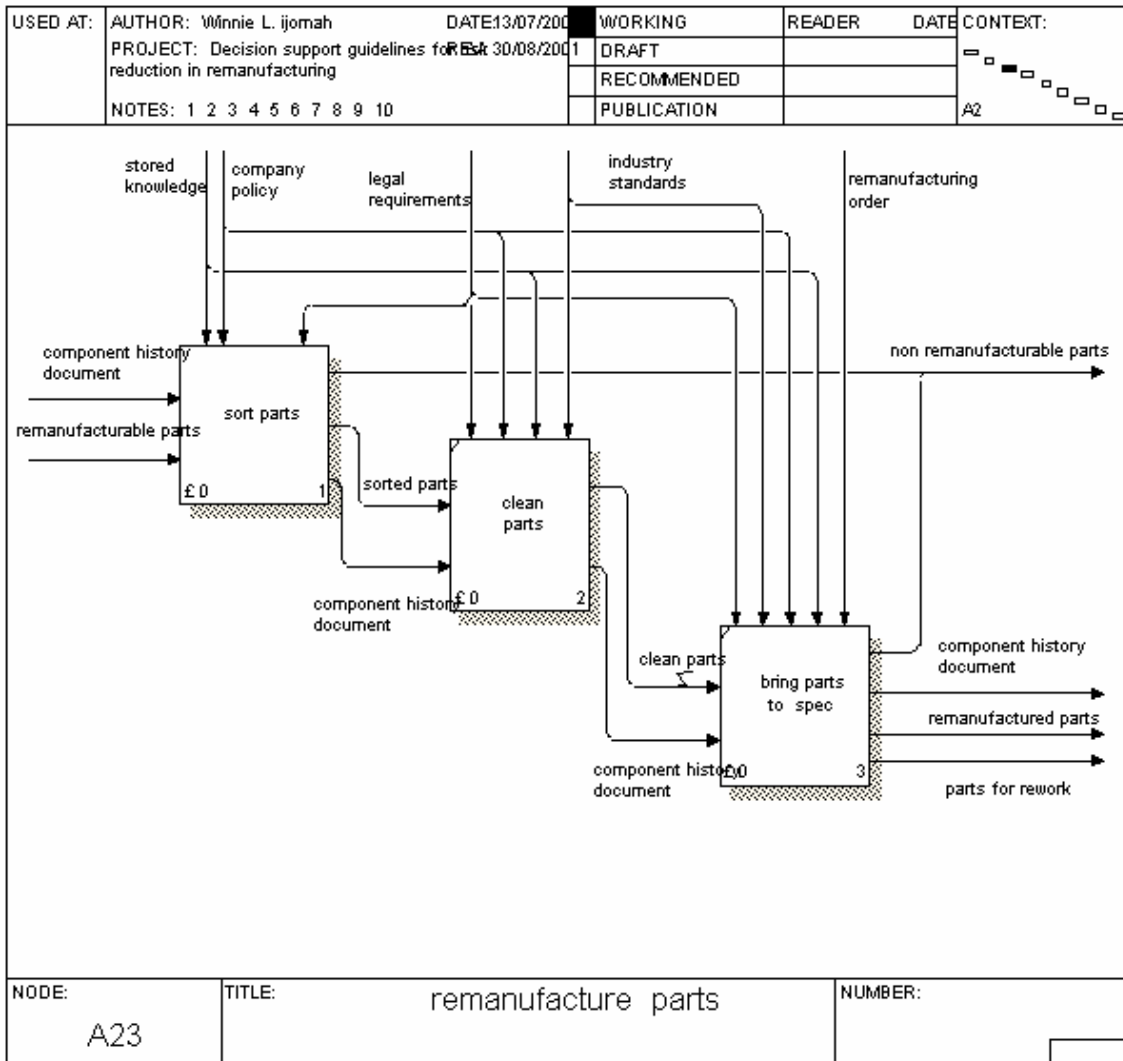 USED AT:
AUTHOR: Winnie L. ijomah
DATE:13/07/200
PROJECT: Decision support guidelines for
30/08/2001
reduction in remanufacturing
NOTES: 1 2 3 4 5 6 7 8 9 10
WORKING
DRAFT
RECOMMENDED
PUBLICATION
READER DATE
CONTEXT:
A2
stored
knowledge
company
policy
legal
requirements
industry
standards
remanufacturing
order
component history
document
remanufacturable parts
sort parts
£ 0 1
non remanufacturable parts
sorted parts
component history
document
clean
parts
£ 0 2
clean parts
component history
document
bring parts
to spec
£ 0 3
component history
document
remanufactured parts
parts for rework
NODE:
A23
TITLE:
remanufacture parts
NUMBER: